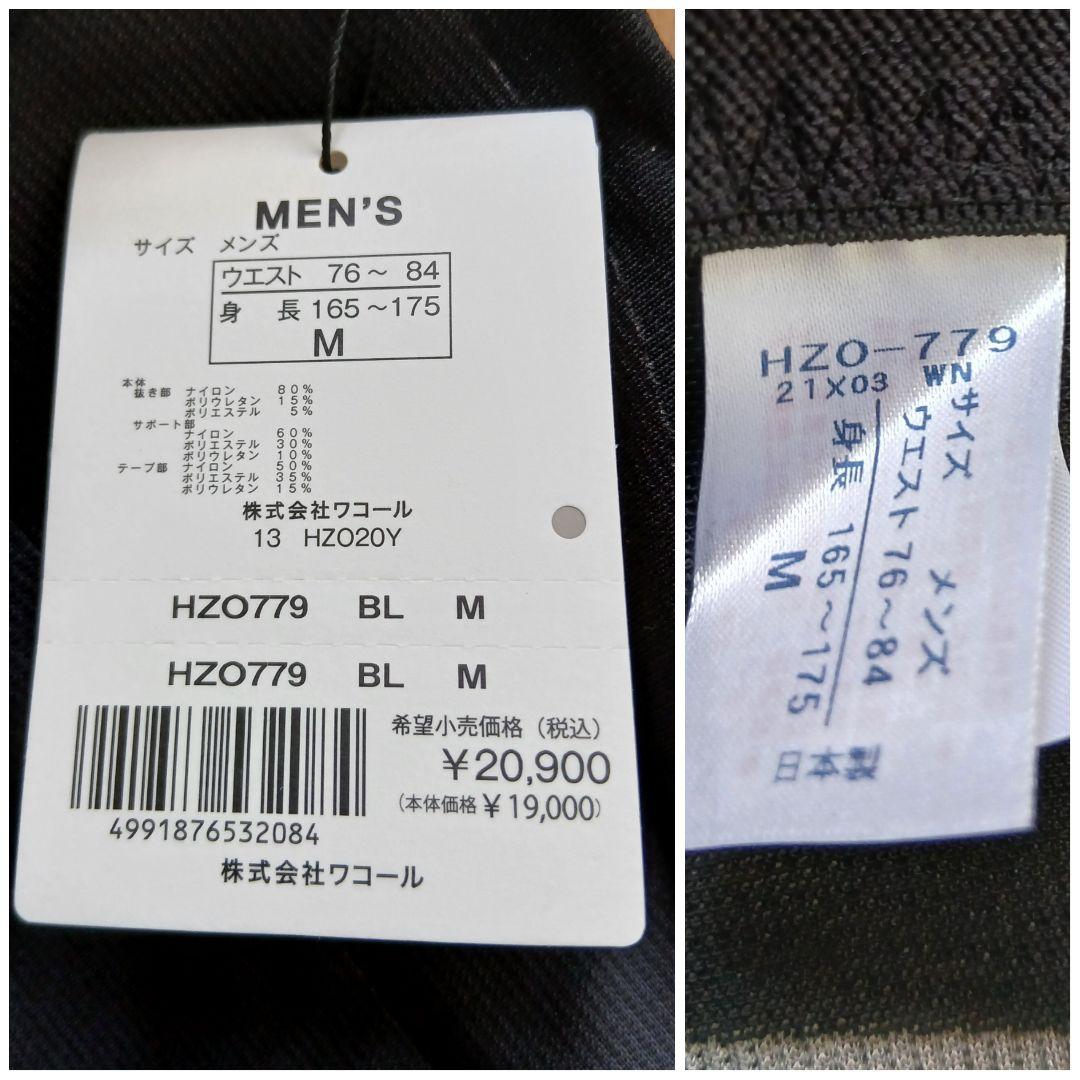 MEN'S
サイズ メンズ
ウエスト 76～ 84
身 長 165～175
M
本体
抜き部 ナイロン 80%
ポリウレタン 15%
ポリエステル 5%
サポート部
ナイロン 60%
ポリエステル 30%
ポリウレタン 10%
テープ部 ナイロン 50%
ポリエステル 35%
ポリウレタン 15%
株式会社ワコール
13 HZO20Y
HZO779 BL M
HZO779 BL M
希望小売価格(税込)
¥20,900
(本体価格¥19,000)
4991876532084
株式会社ワコール
HZO-779
21X03 WN
サイズ メンズ
ウエスト76～84
身長 165～175
M